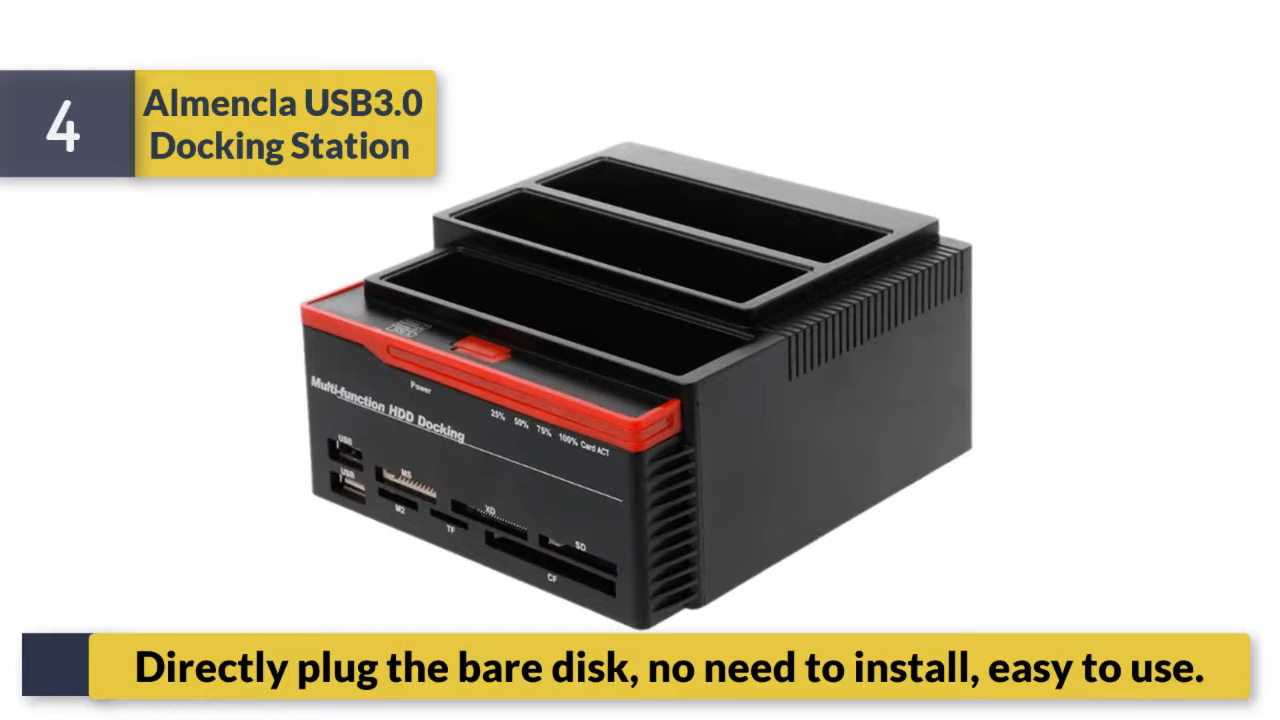 4
Almencla USB3.0
Docking Station
Power
Multi-function HDD Docking
25% 50% 75% 100% Card ACT
USB
USB
MS
M2
TF
XD
SD
CF
Directly plug the bare disk, no need to install, easy to use.